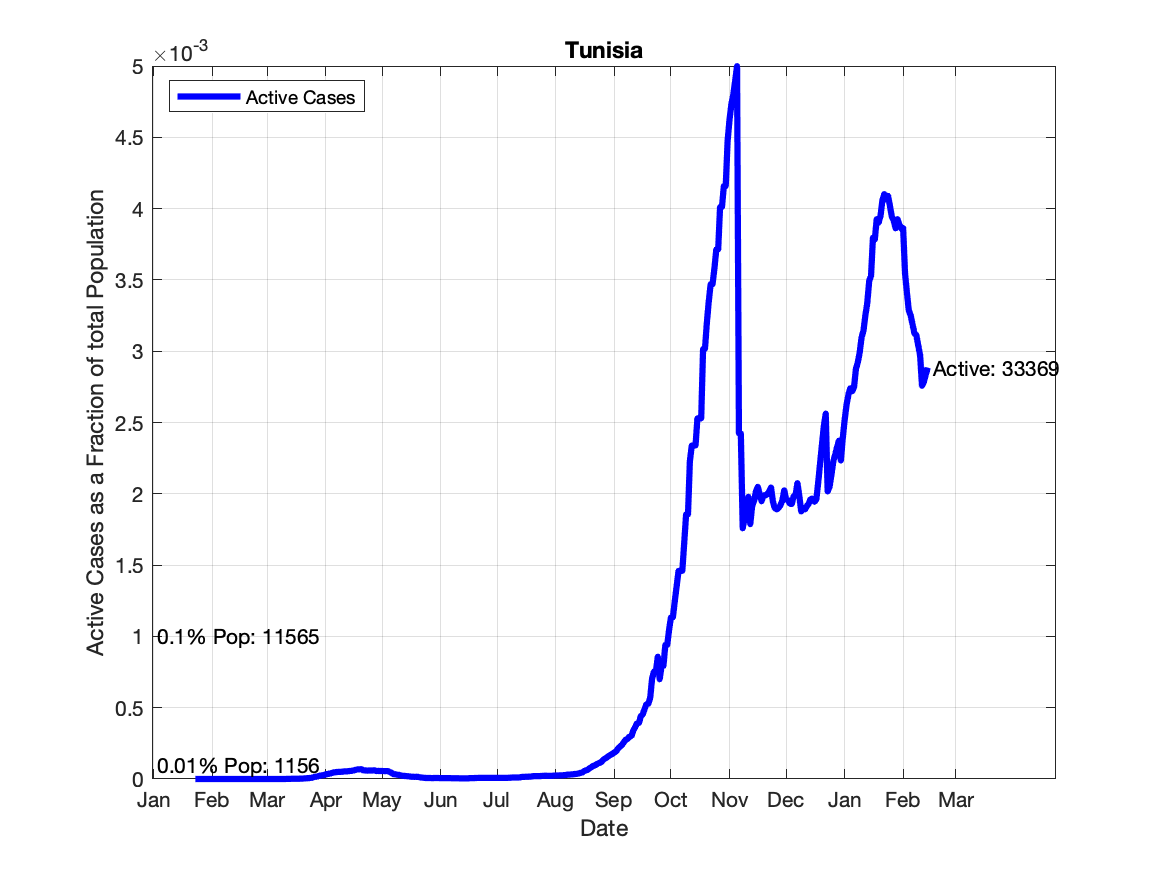 Tunisia
×10-3
5
4.5
4
3.5
3
2.5
2
1.5
1
0.5
0
Active Cases as a Fraction of total Population
Active Cases
Active: 33369
0.1% Pop: 11565
0.01% Pop: 1156
Jan Feb Mar Apr May Jun Jul Aug Sep Oct Nov Dec Jan Feb Mar
Date